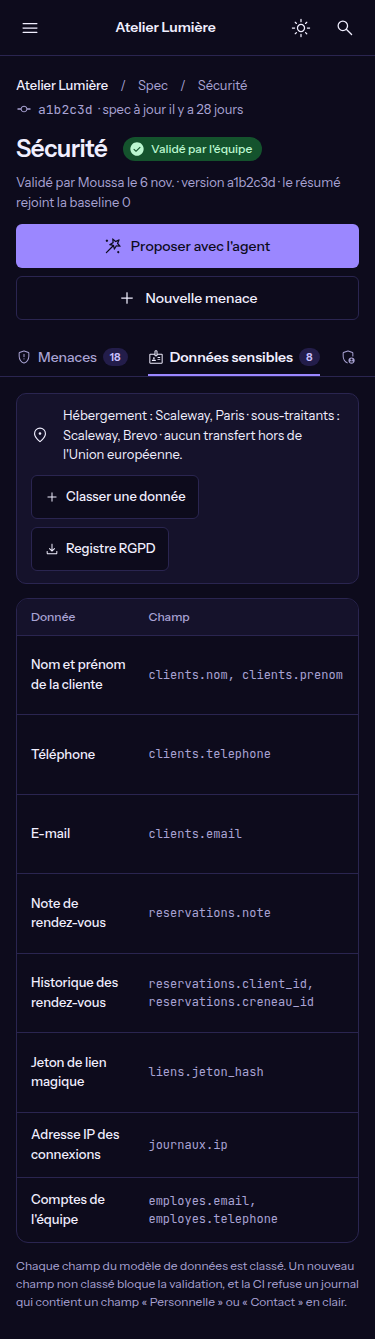 Atelier Lumière
Atelier Lumière / Spec / Sécurité
a1b2c3d · spec à jour il y a 28 jours
Sécurité Validé par l'équipe
Validé par Moussa le 6 nov. · version a1b2c3d · le résumé
rejoint la baseline 0
Proposer avec l'agent
Nouvelle menace
Menaces 18 Données sensibles 8
Hébergement : Scaleway, Paris · sous-traitants :
Scaleway, Brevo · aucun transfert hors de
l'Union européenne.
Classer une donnée
Registre RGPD
Donnée Champ
Nom et prénom
de la cliente
clients.nom, clients.prenom
Téléphone clients.telephone
E-mail clients.email
Note de
rendez-vous
reservations.note
Historique des
rendez-vous
reservations.client_id,
reservations.creneau_id
Jeton de lien
magique
liens.jeton_hash
Adresse IP des
connexions
journaux.ip
Comptes de
l'équipe
employes.email,
employes.telephone
Chaque champ du modèle de données est classé. Un nouveau
champ non classé bloque la validation, et la CI refuse un journal
qui contient un champ « Personnelle » ou « Contact » en clair.